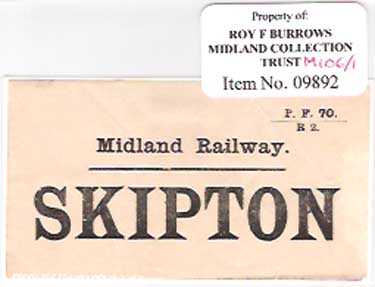 Property of:
ROY F BURROWS
MIDLAND COLLECTION
TRUST M106/1
Item No. 09892
P. F. 70.
R 2.
Midland Railway.
SKIPTON